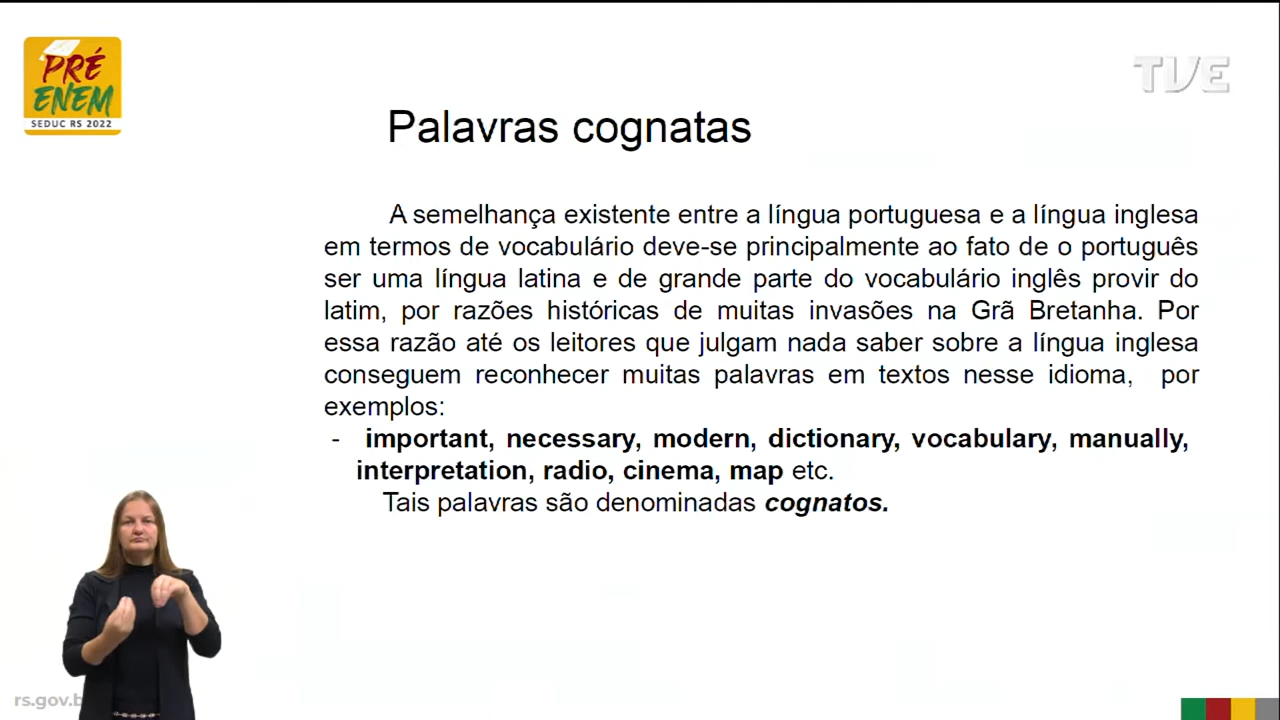 PRÉ
ENEM
SEDUC RS 2022
TVE
Palavras cognatas
A semelhança existente entre a língua portuguesa e a língua inglesa
em termos de vocabulário deve-se principalmente ao fato de o português
ser uma língua latina e de grande parte do vocabulário inglês provir do
latim, por razões históricas de muitas invasões na Grã Bretanha. Por
essa razão até os leitores que julgam nada saber sobre a língua inglesa
conseguem reconhecer muitas palavras em textos nesse idioma, por
exemplos:
- important, necessary, modern, dictionary, vocabulary, manually,
interpretation, radio, cinema, map etc.
Tais palavras são denominadas cognatos.
rs.gov.b